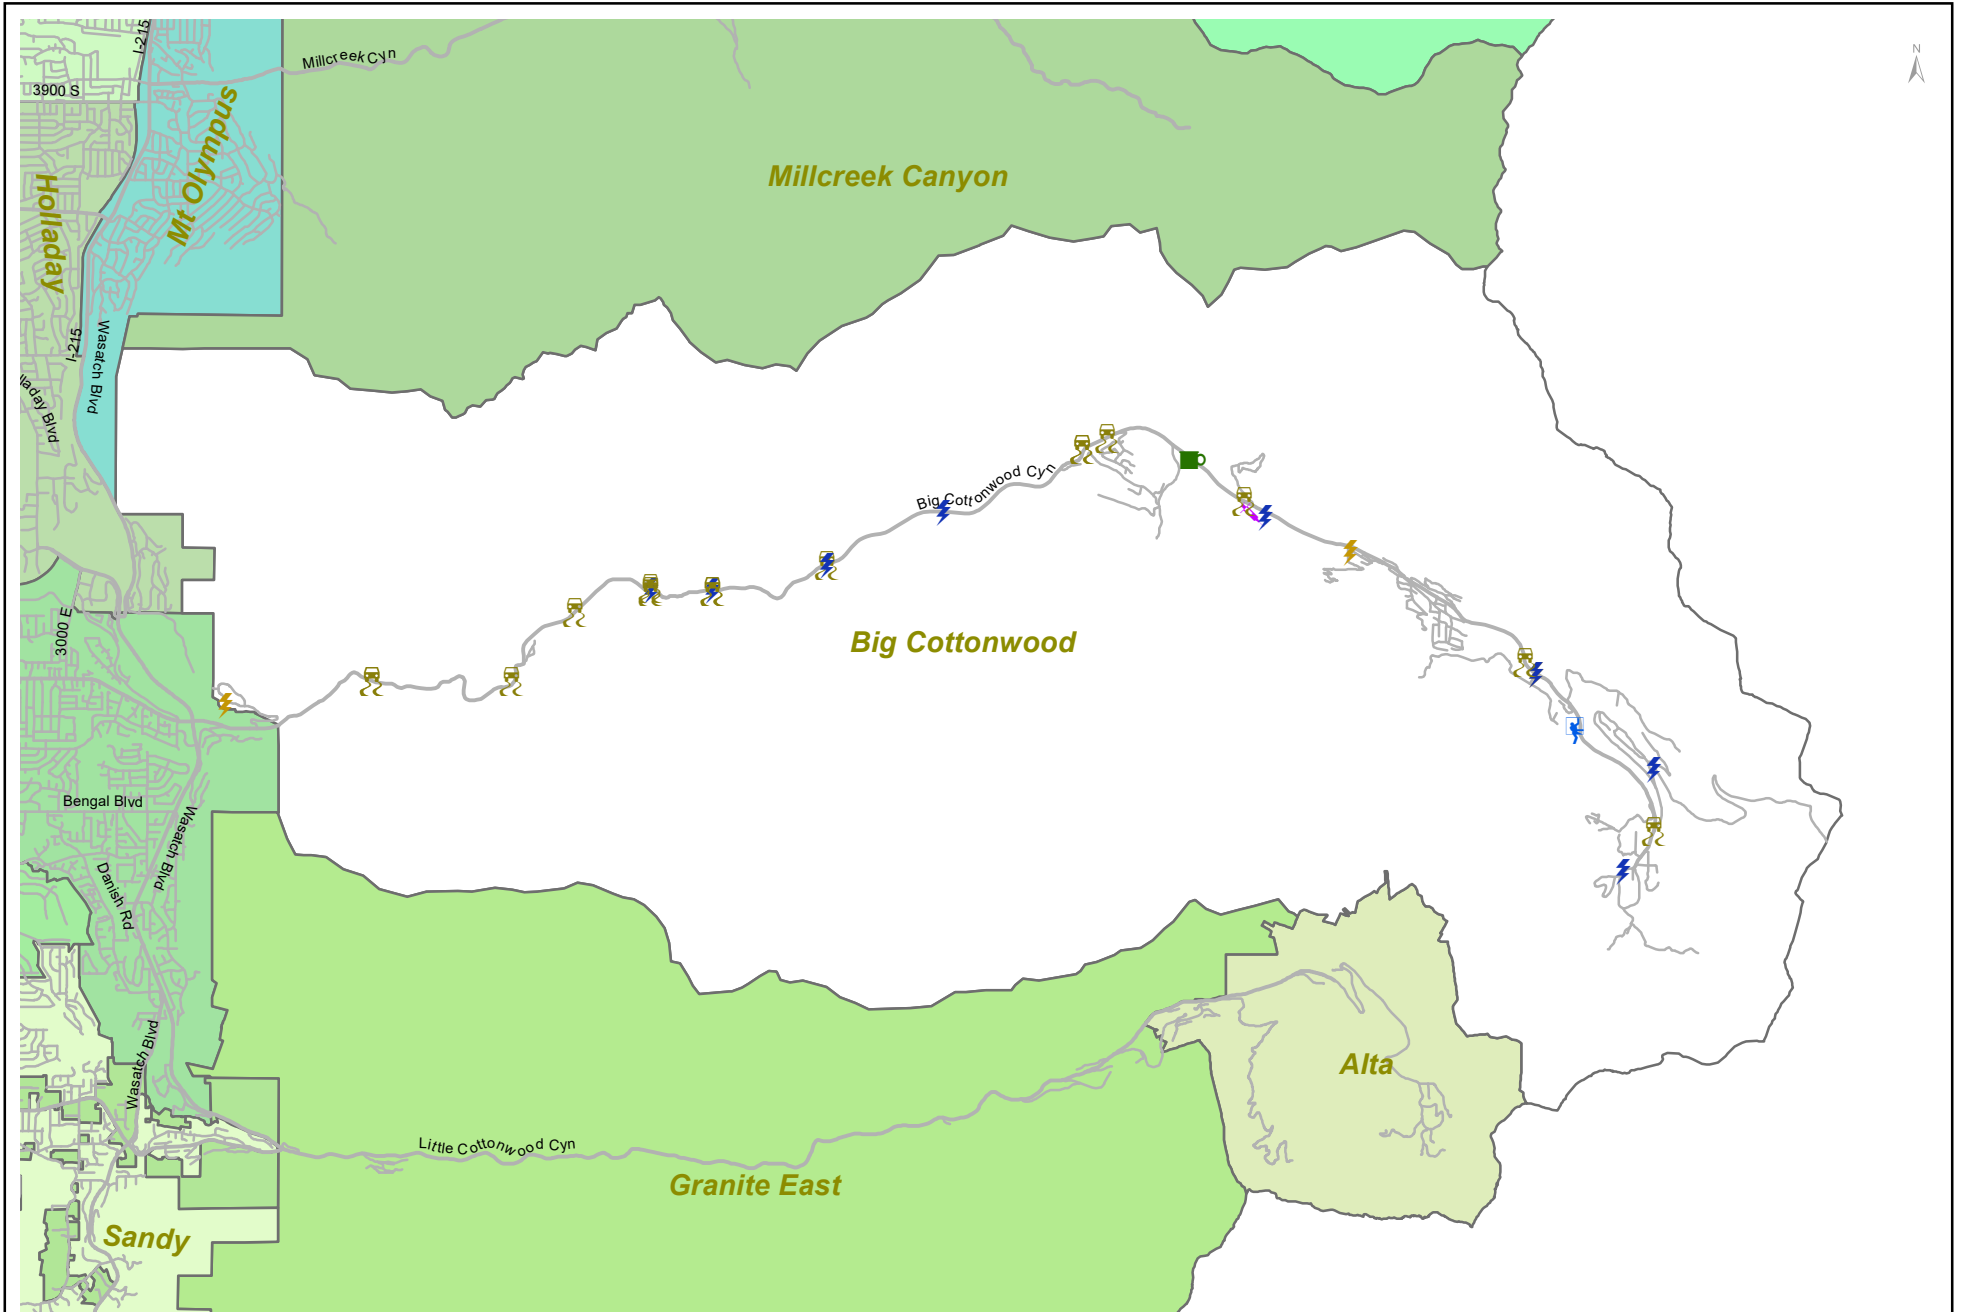 I-215
N
Millcreek Cyn
3900 S
Mt Olympus
Millcreek Canyon
Holladay
I-215
Wasatch Blvd
lladay Blvd
Big Cottonwood Cyn
3000 E
Big Cottonwood
Bengal Blvd
Wasatch Blvd
Danish Rd
Wasatch Blvd
Alta
Little Cottonwood Cyn
Granite East
Sandy